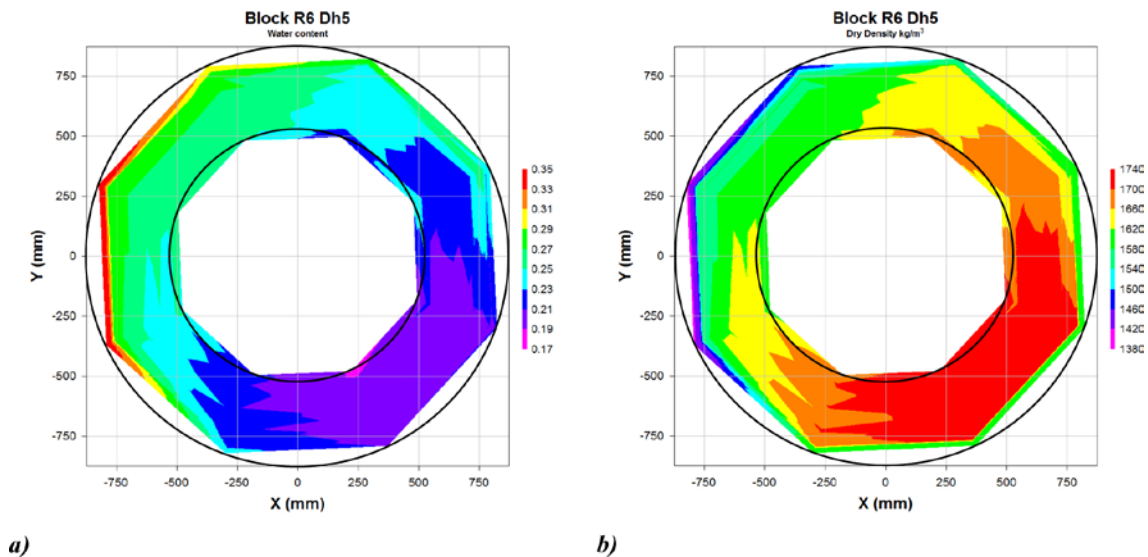 Block R6 Dh5
Water content
Y (mm)
750
500
250
0
-250
-500
-750
-750 -500 -250 0 250 500 750
X (mm)
0.35
0.33
0.31
0.29
0.27
0.25
0.23
0.21
0.19
0.17
a)
Block R6 Dh5
Dry Density kg/m³
Y (mm)
750
500
250
0
-250
-500
-750
-750 -500 -250 0 250 500 750
X (mm)
1740
1700
1660
1620
1580
1540
1500
1460
1420
1380
b)